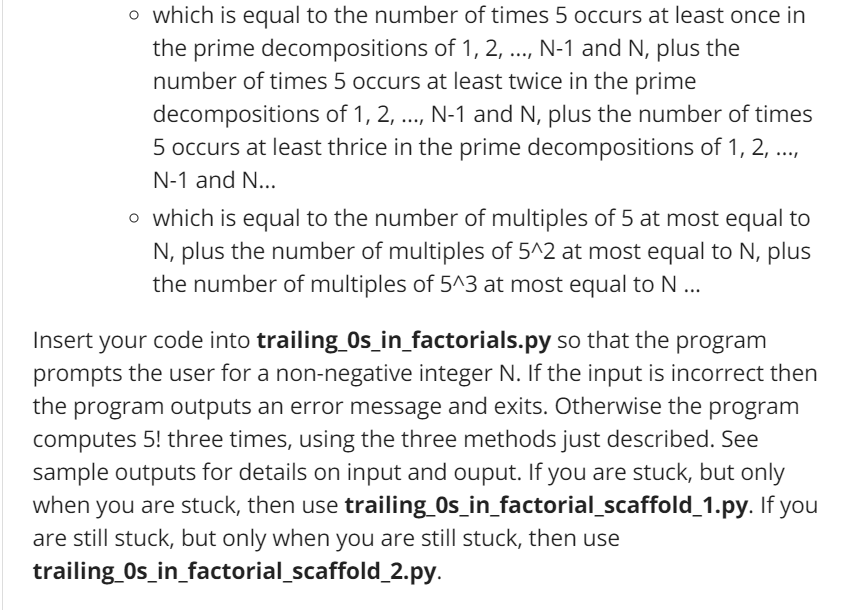 ◦ which is equal to the number of times 5 occurs at least once in
the prime decompositions of 1, 2, ..., N-1 and N, plus the
number of times 5 occurs at least twice in the prime
decompositions of 1, 2, ..., N-1 and N, plus the number of times
5 occurs at least thrice in the prime decompositions of 1, 2, ...,
N-1 and N...
◦ which is equal to the number of multiples of 5 at most equal to
N, plus the number of multiples of 5^2 at most equal to N, plus
the number of multiples of 5^3 at most equal to N ...
Insert your code into trailing_0s_in_factorials.py so that the program
prompts the user for a non-negative integer N. If the input is incorrect then
the program outputs an error message and exits. Otherwise the program
computes 5! three times, using the three methods just described. See
sample outputs for details on input and ouput. If you are stuck, but only
when you are stuck, then use trailing_0s_in_factorial_scaffold_1.py. If you
are still stuck, but only when you are still stuck, then use
trailing_0s_in_factorial_scaffold_2.py.